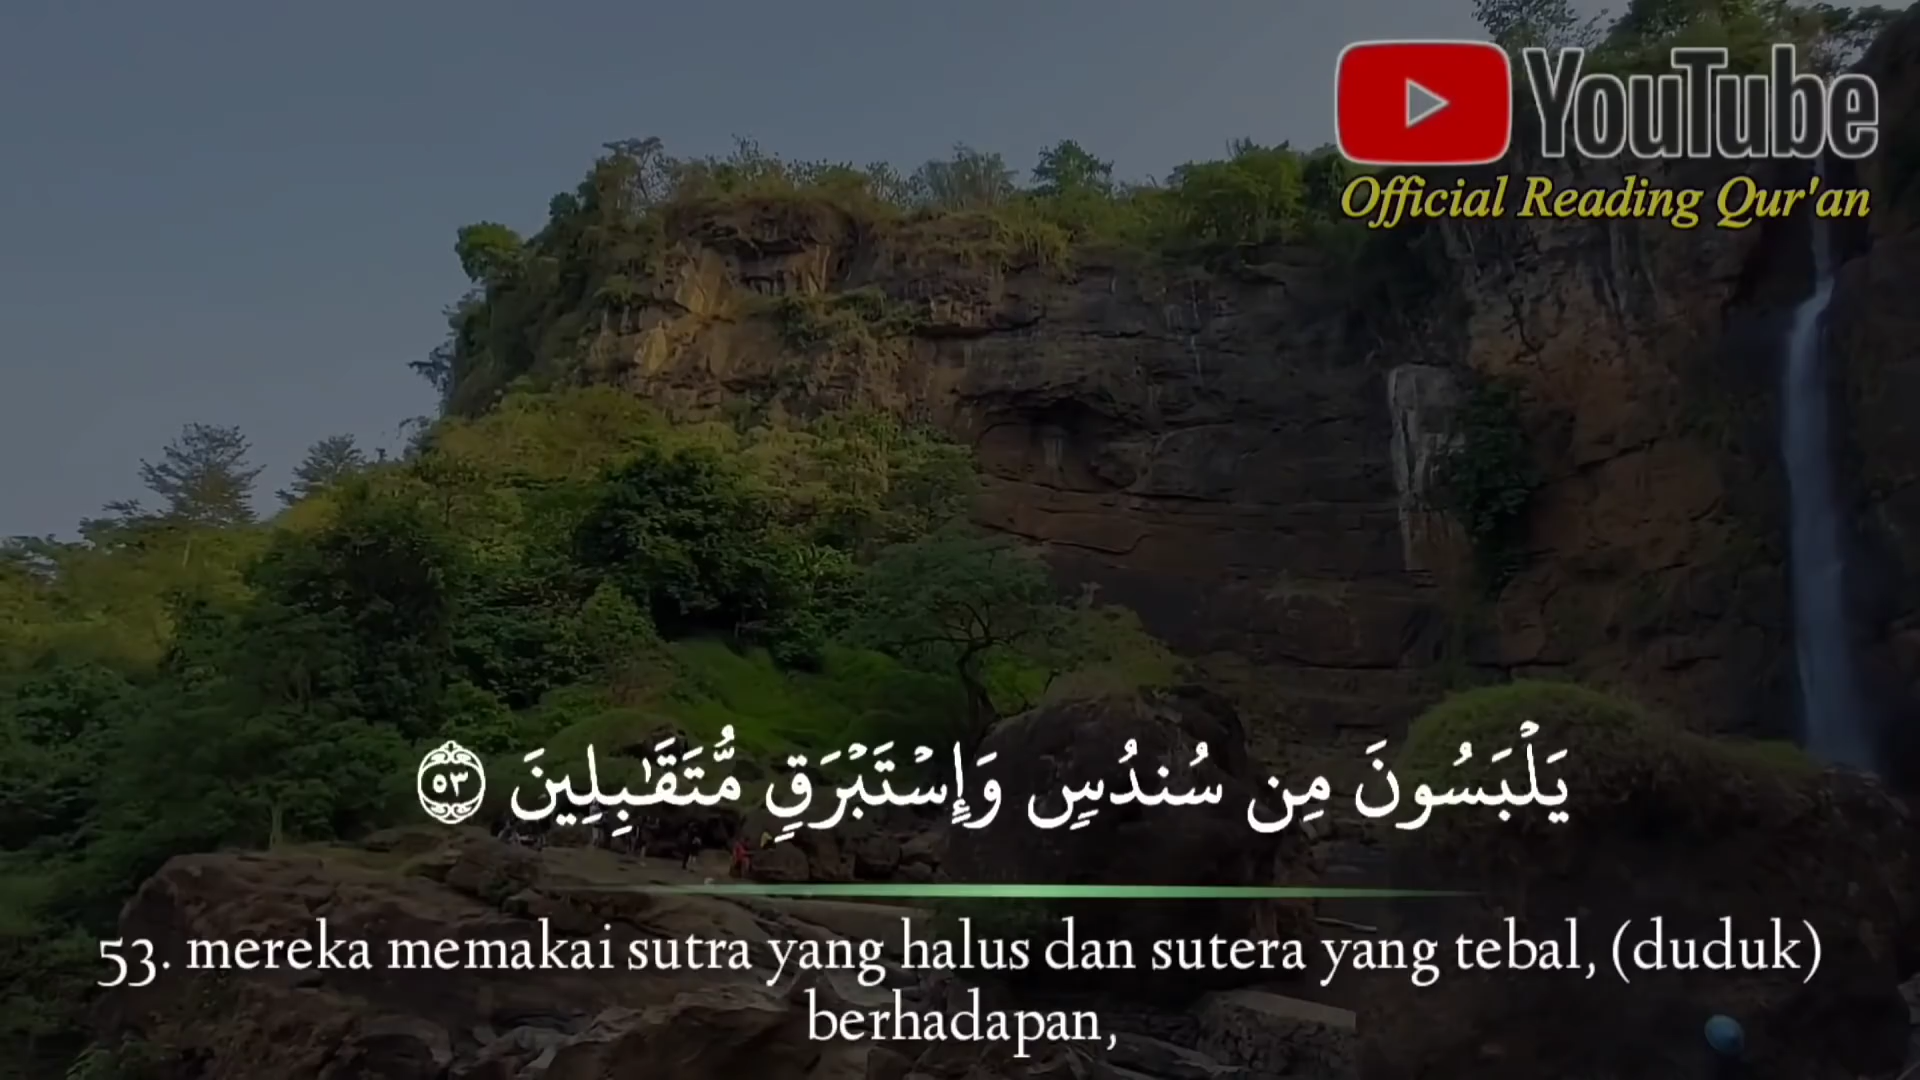 YouTube
Official Reading Qur'an
يَلْبَسُونَ مِن سُندُسٍ وَإِسْتَبْرَقٍ مُّتَقَـٰبِلِينَ ٥٣
53. mereka memakai sutra yang halus dan sutera yang tebal, (duduk)
berhadapan,